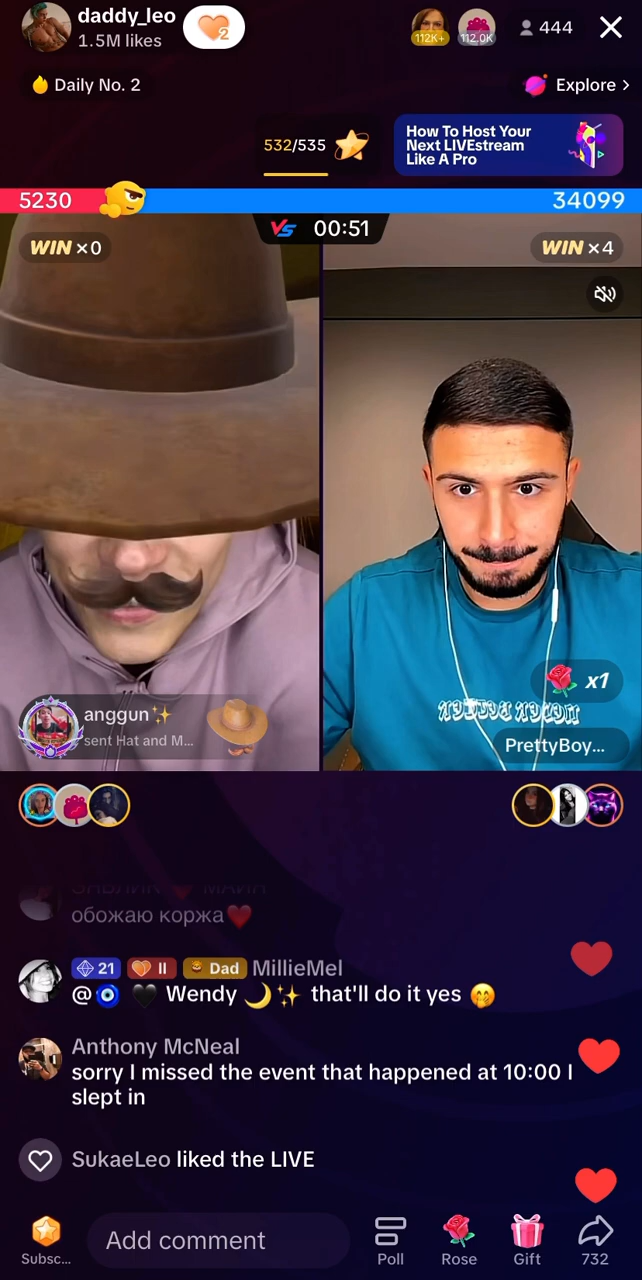 daddy_leo
1.5M likes
2
112K+
112.0K
444
Daily No. 2
Explore >
532/535
How To Host Your
Next LIVEstream
Like A Pro
5230
34099
VS 00:51
WIN ×0
WIN ×4
x1
anggun✨
sent Hat and M...
PrettyBoy...
обожаю коржа❤️
21 II Dad MillieMel
@🧿 🖤 Wendy 🌙✨ that'll do it yes 🤭
Anthony McNeal
sorry I missed the event that happened at 10:00 I
slept in
SukaeLeo liked the LIVE
Subsc...
Add comment
Poll
Rose
Gift
732